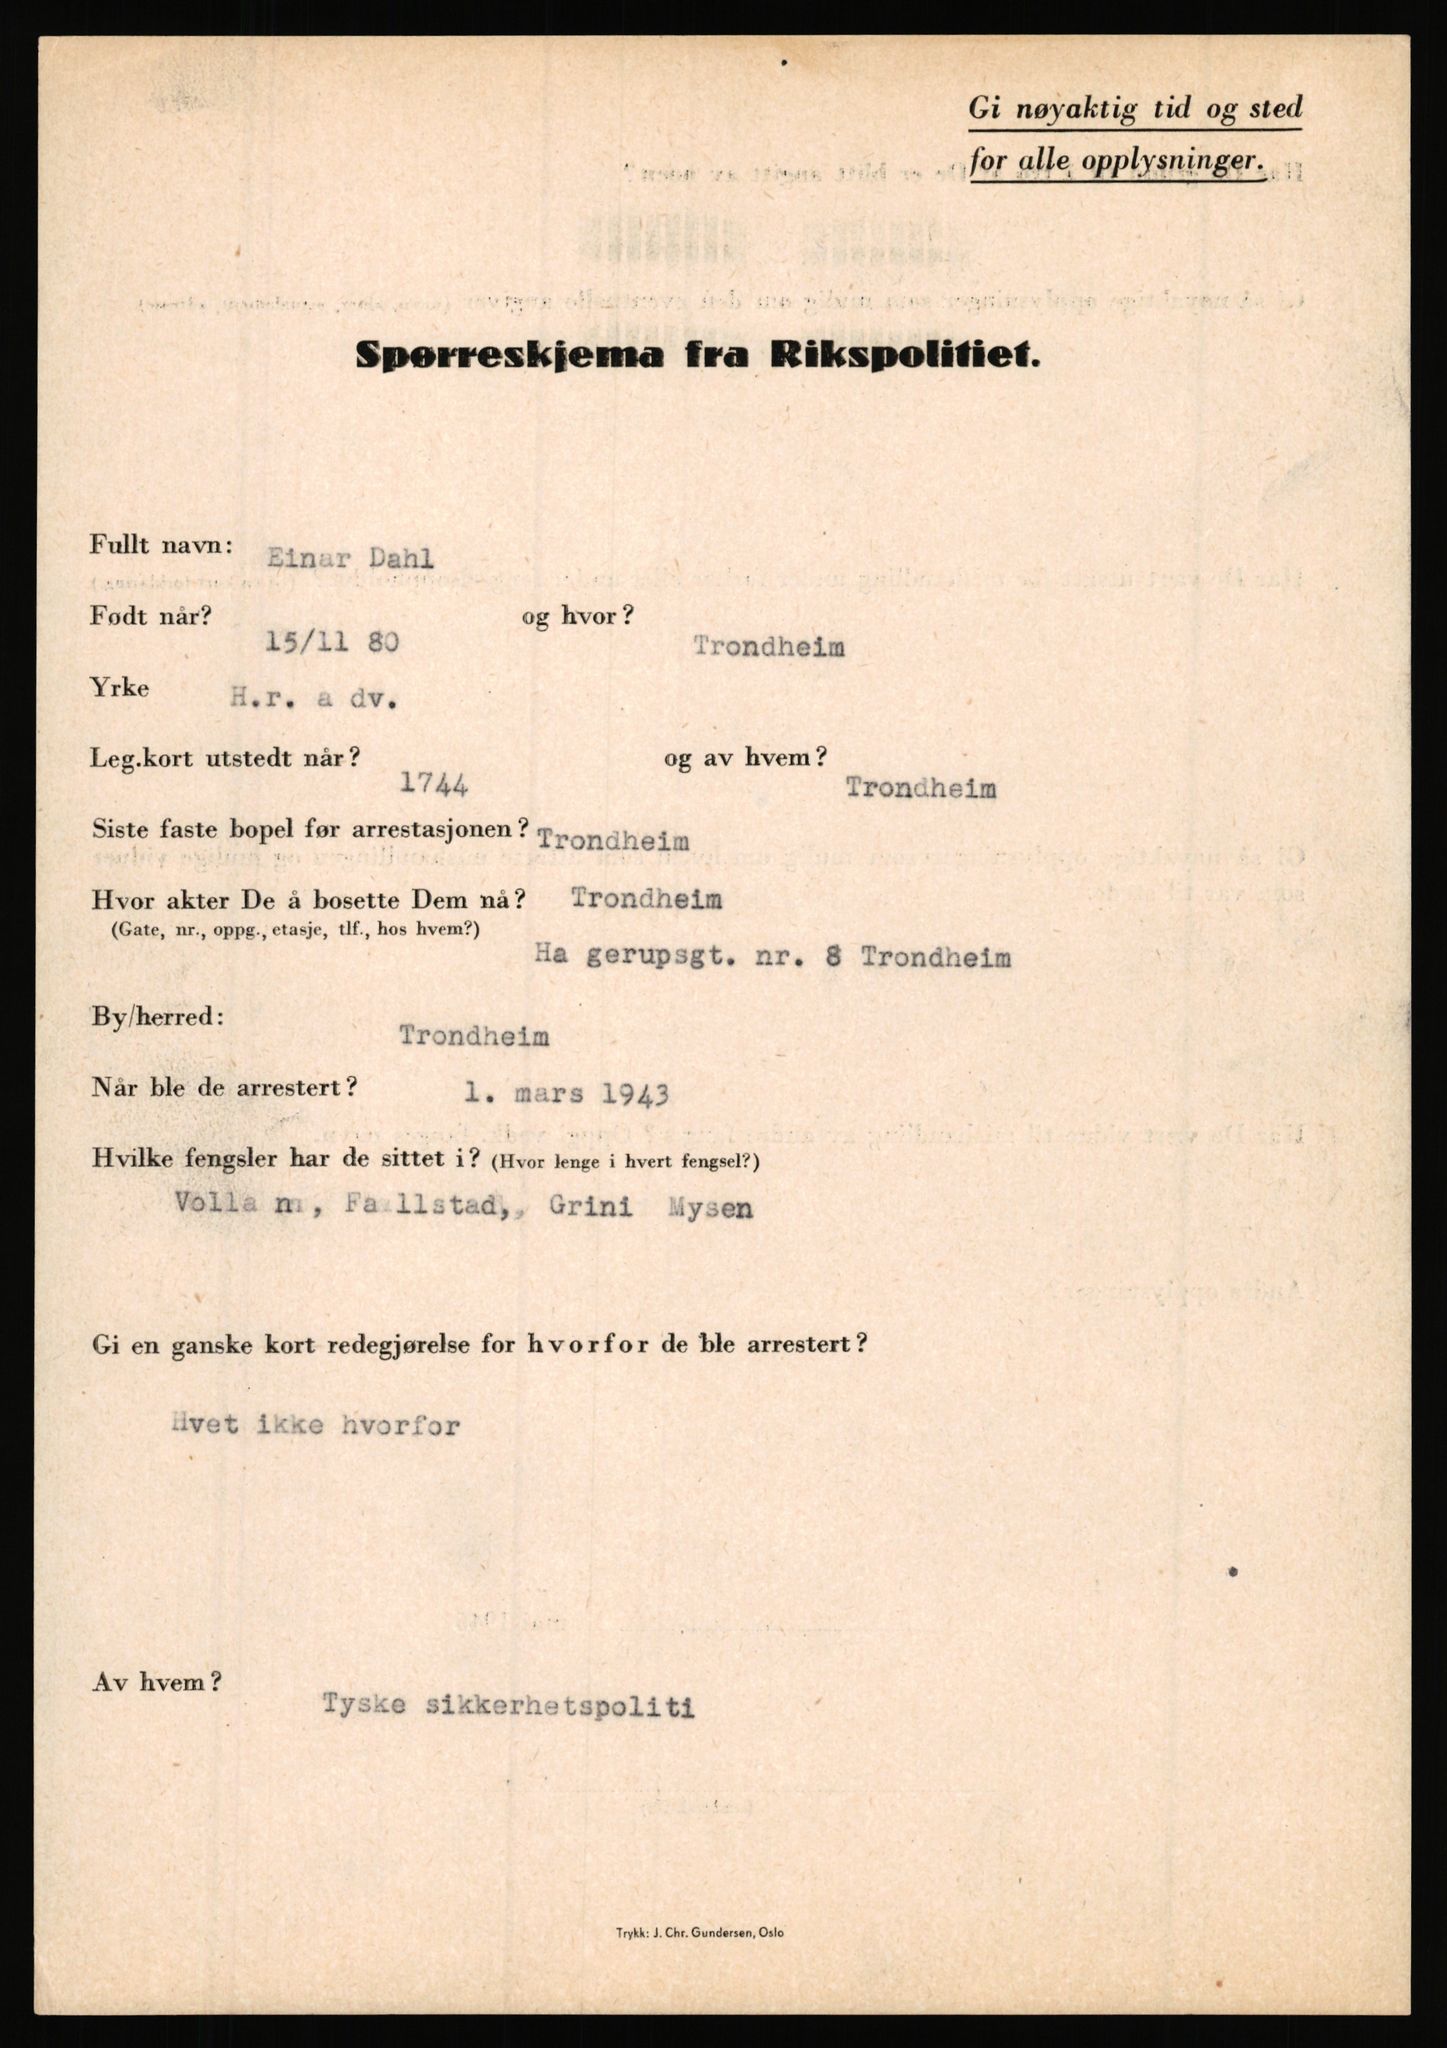 Gi nøyaktig tid og sted
for alle opplysninger.
Spørreskjema fra Rikspolitiet.
Fullt navn: Einar Dahl
Født når? 15/11 80 og hvor? Trondheim
Yrke H.r. a dv.
Leg.kort utstedt når? 1744 og av hvem? Trondheim
Siste faste bopel før arrestasjonen? Trondheim
Hvor akter De å bosette Dem nå? Trondheim
(Gate, nr., oppg., etasje, tlf., hos hvem?)
Ha gerupsgt. nr. 8 Trondheim
By/herred: Trondheim
Når ble de arrestert? 1. mars 1943
Hvilke fengsler har de sittet i? (Hvor lenge i hvert fengsel?)
Volla n, Fa llstad,, Grini Mysen
Gi en ganske kort redegjørelse for hvorfor de ble arrestert?
Hvet ikke hvorfor
Av hvem? Tyske sikkerhetspoliti
Trykk: J. Chr. Gundersen, Oslo